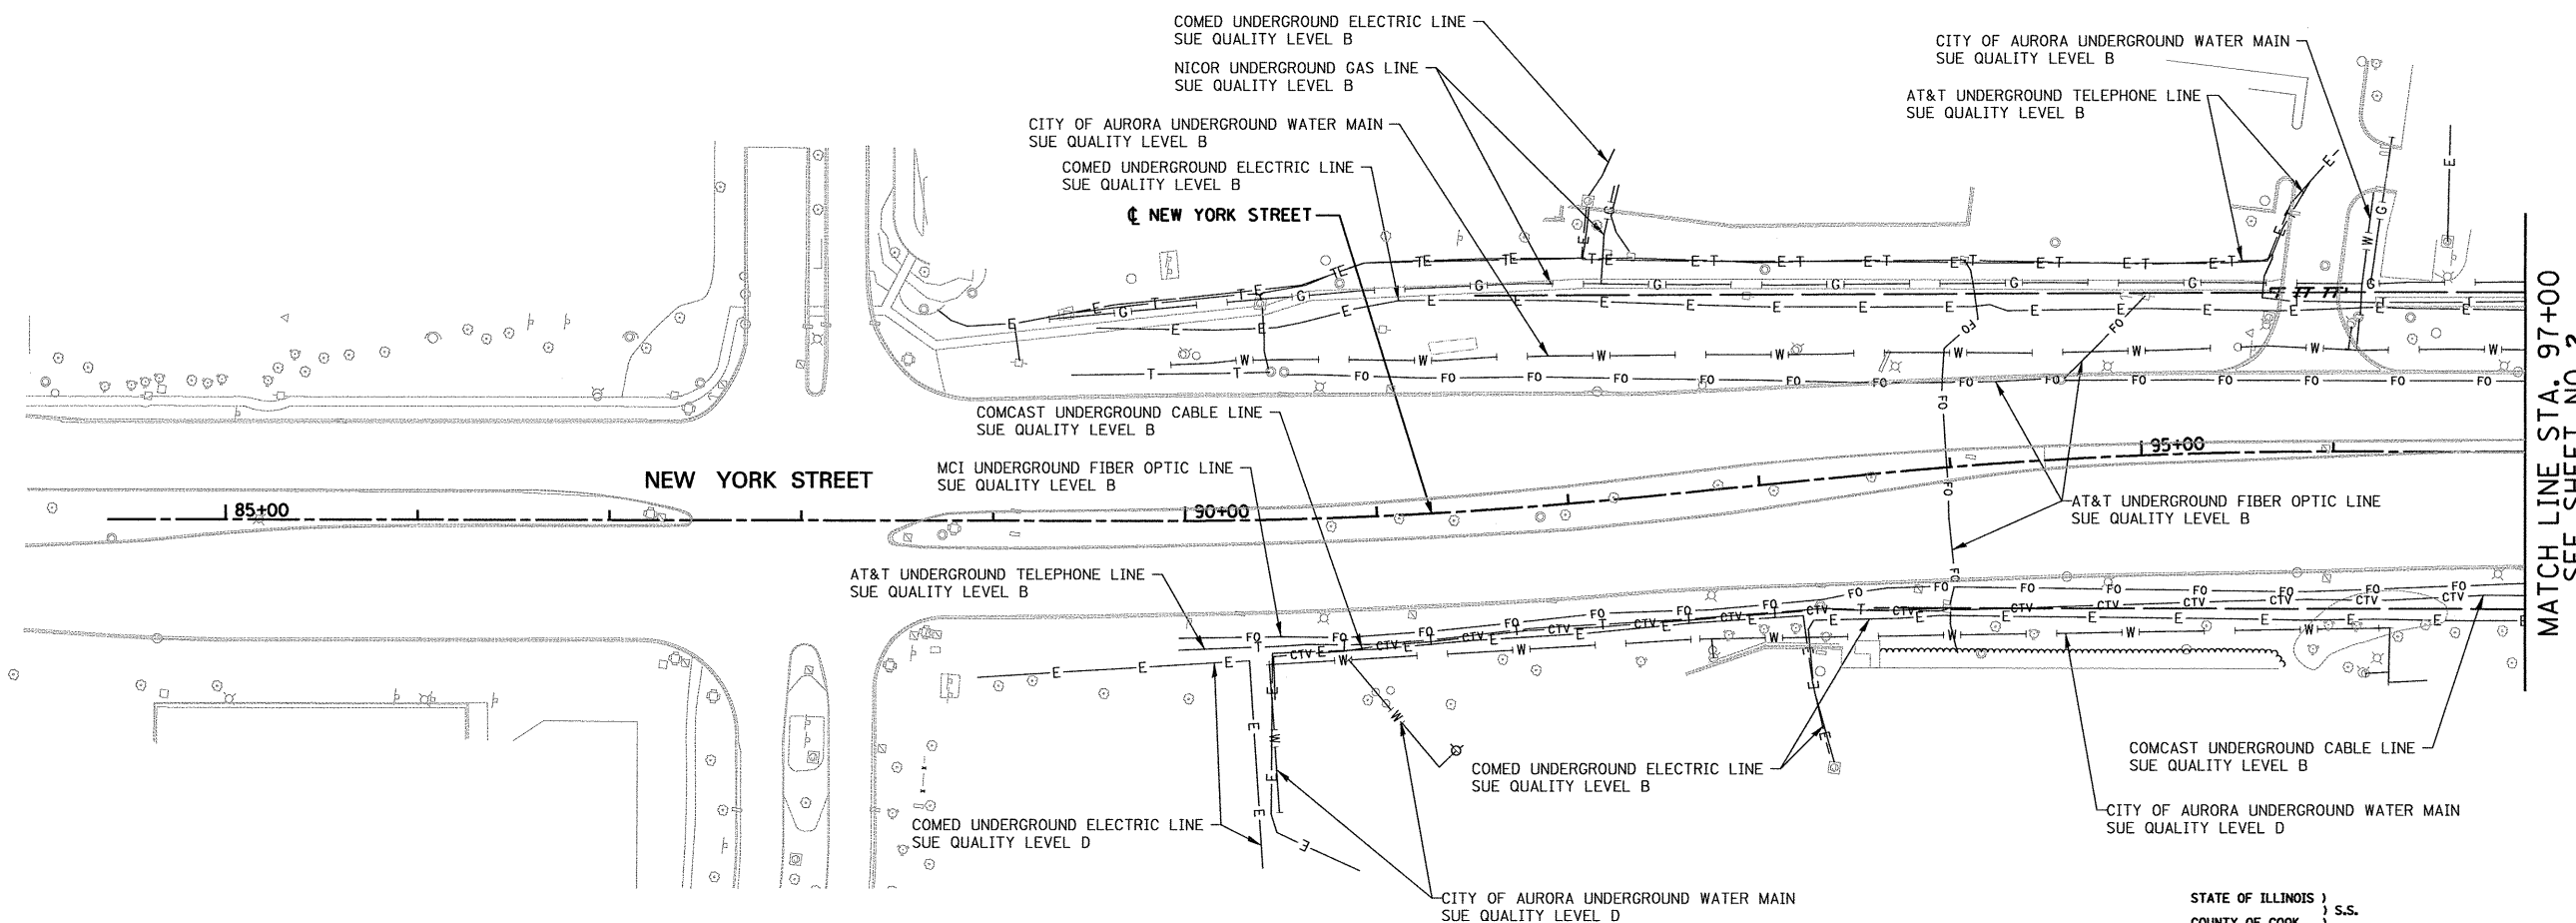 COMED UNDERGROUND ELECTRIC LINE
SUE QUALITY LEVEL B
NICOR UNDERGROUND GAS LINE
SUE QUALITY LEVEL B
CITY OF AURORA UNDERGROUND WATER MAIN
SUE QUALITY LEVEL B
COMED UNDERGROUND ELECTRIC LINE
SUE QUALITY LEVEL B
℄ NEW YORK STREET
CITY OF AURORA UNDERGROUND WATER MAIN
SUE QUALITY LEVEL B
AT&T UNDERGROUND TELEPHONE LINE
SUE QUALITY LEVEL B
COMCAST UNDERGROUND CABLE LINE
SUE QUALITY LEVEL B
MCI UNDERGROUND FIBER OPTIC LINE
SUE QUALITY LEVEL B
NEW YORK STREET
85+00
90+00
95+00
AT&T UNDERGROUND FIBER OPTIC LINE
SUE QUALITY LEVEL B
AT&T UNDERGROUND TELEPHONE LINE
SUE QUALITY LEVEL B
COMED UNDERGROUND ELECTRIC LINE
SUE QUALITY LEVEL D
COMED UNDERGROUND ELECTRIC LINE
SUE QUALITY LEVEL B
CITY OF AURORA UNDERGROUND WATER MAIN
SUE QUALITY LEVEL D
COMCAST UNDERGROUND CABLE LINE
SUE QUALITY LEVEL B
CITY OF AURORA UNDERGROUND WATER MAIN
SUE QUALITY LEVEL D
MATCH LINE STA. 97+00
SEE SHEET NO. 2
STATE OF ILLINOIS )
) S.S.
COUNTY OF COOK )